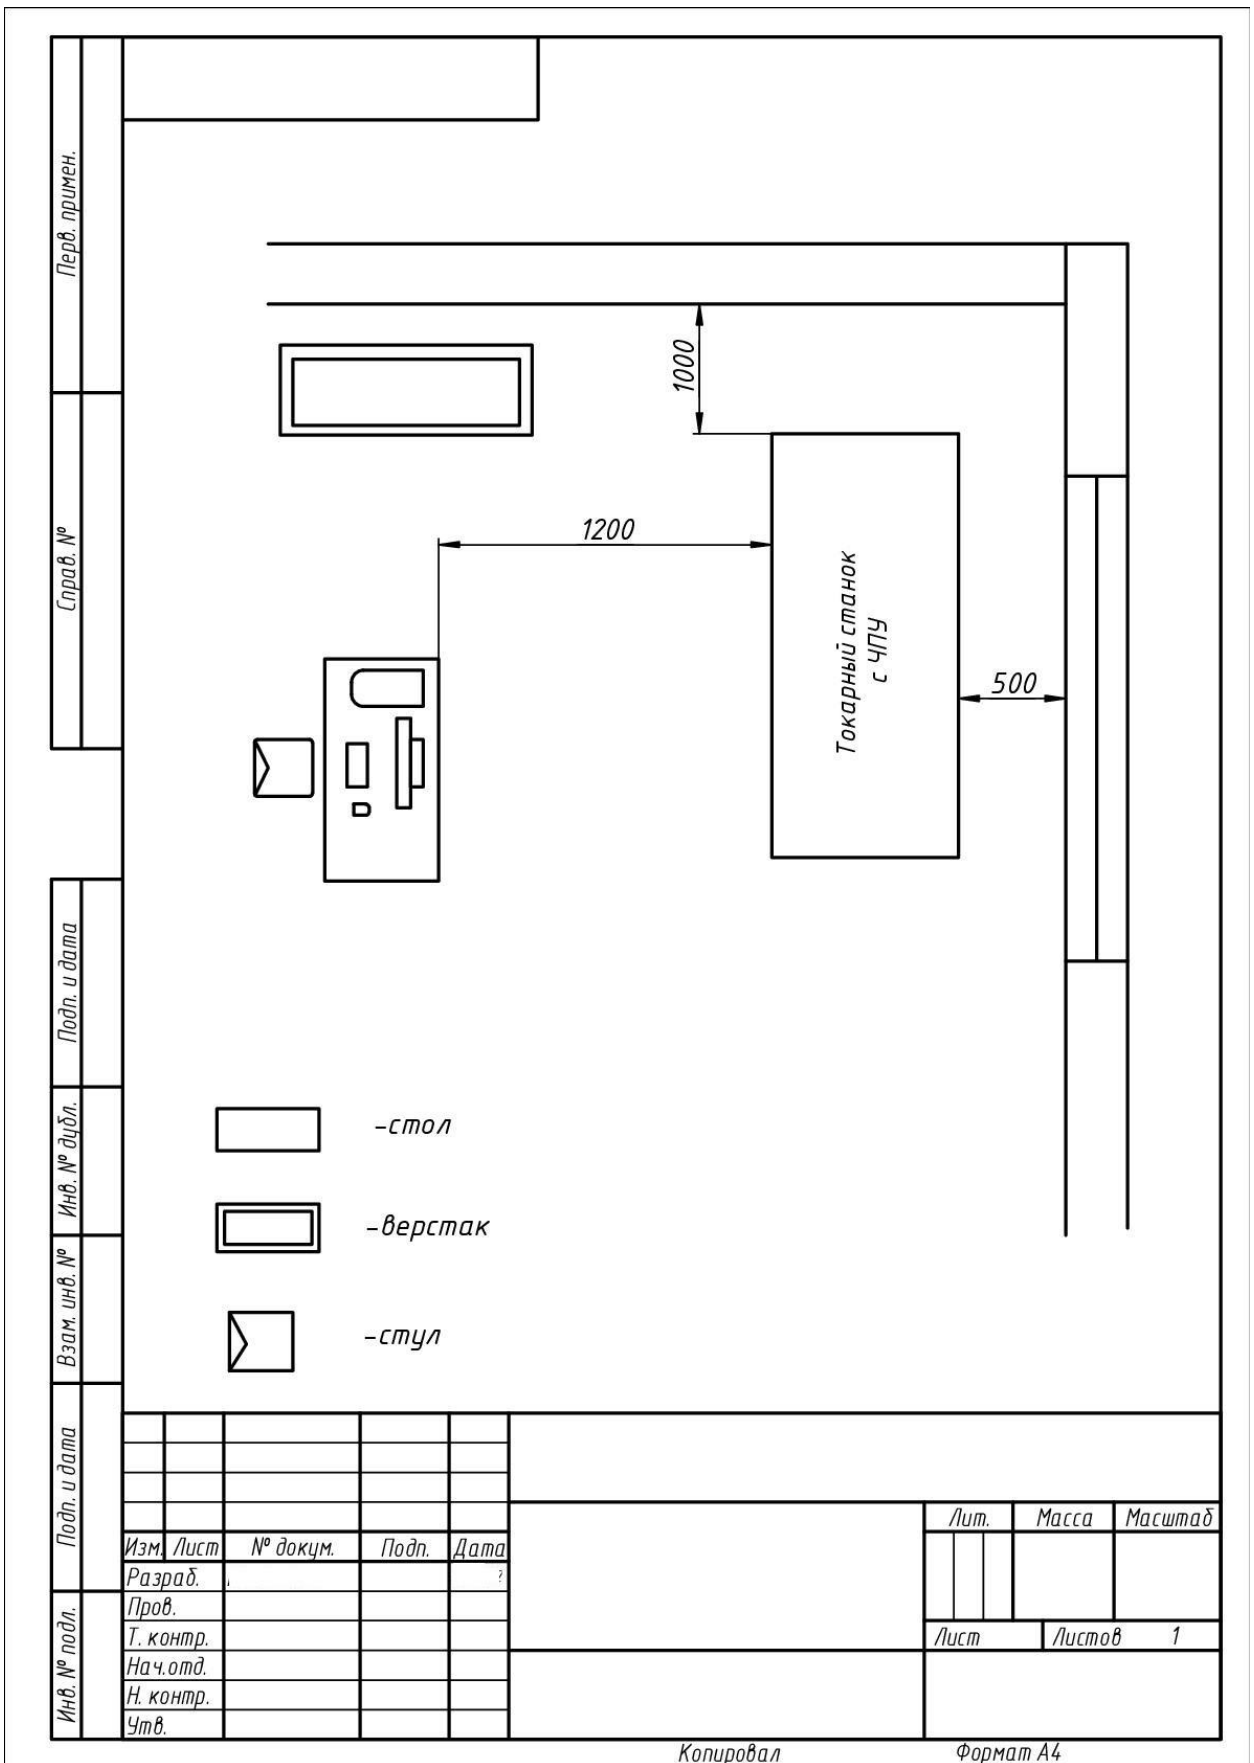 Перв. примен.
Справ. №
Подп. и дата
Инв. № дубл.
Взам. инв. №
Подп. и дата
Инв. № подл.
1000
1200
Токарный станок
с ЧПУ
500
-стол
-верстак
-стул
Изм. Лист № докум. Подп. Дата
Разраб.
Пров.
Т. контр.
Нач.отд.
Н. контр.
Утв.
Лит. Масса Масштаб
Лист Листов 1
Копировал Формат А4